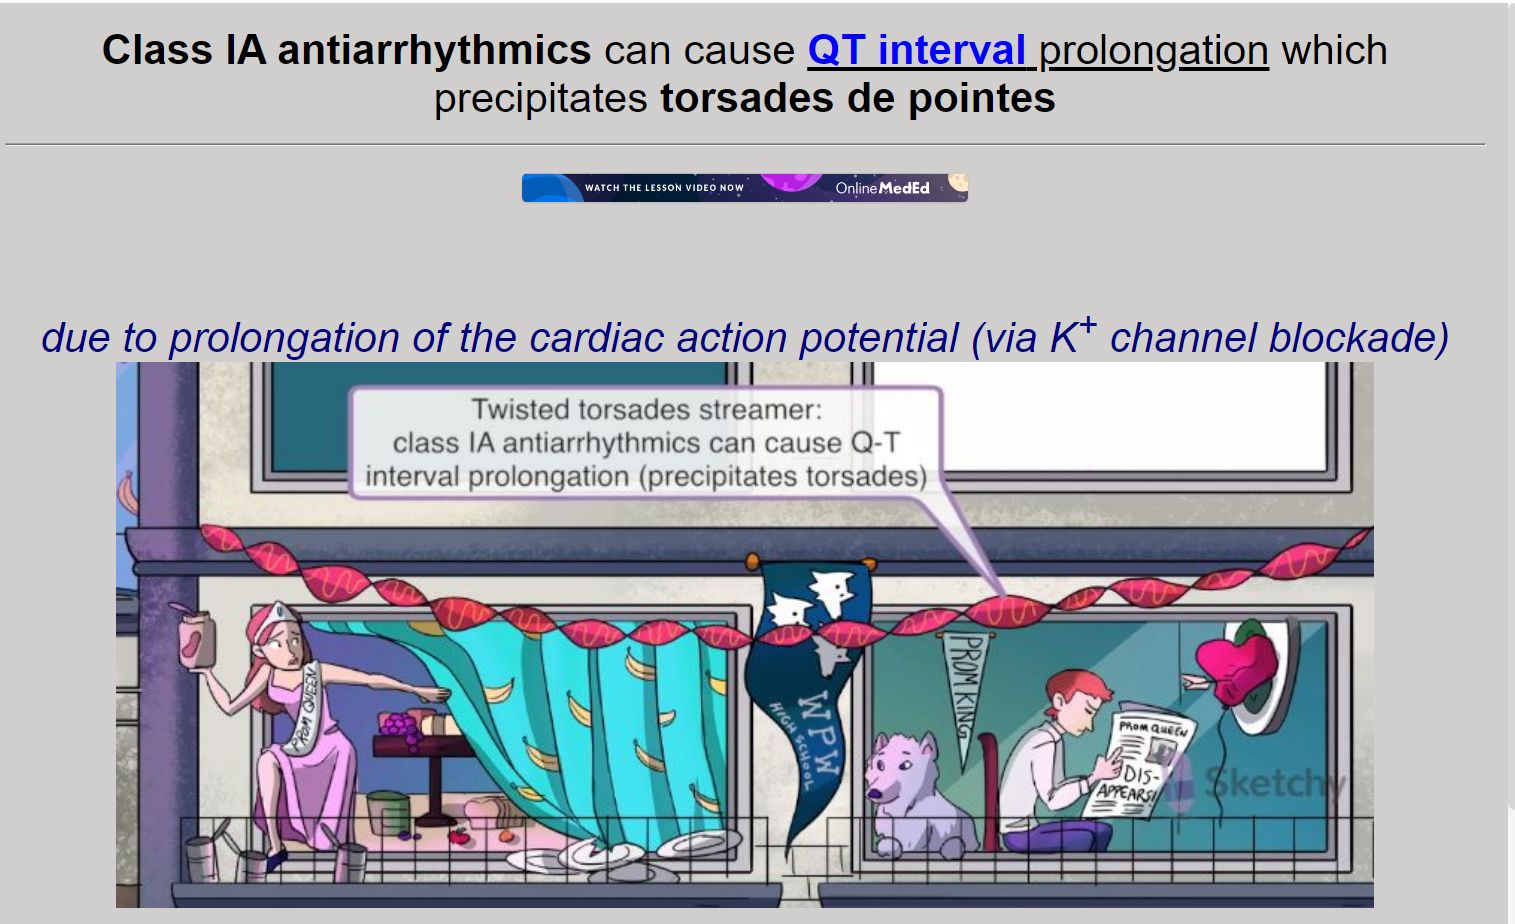 Class IA antiarrhythmics can cause QT interval prolongation which
precipitates torsades de pointes
WATCH THE LESSON VIDEO NOW
OnlineMedEd
due to prolongation of the cardiac action potential (via K⁺ channel blockade)
Twisted torsades streamer:
class IA antiarrhythmics can cause Q-T
interval prolongation (precipitates torsades)
PROM QUEEN
WPW
HIGH SCHOOL
PROM KING
PROM QUEEN
DIS-
APPEARS!
Sketchy